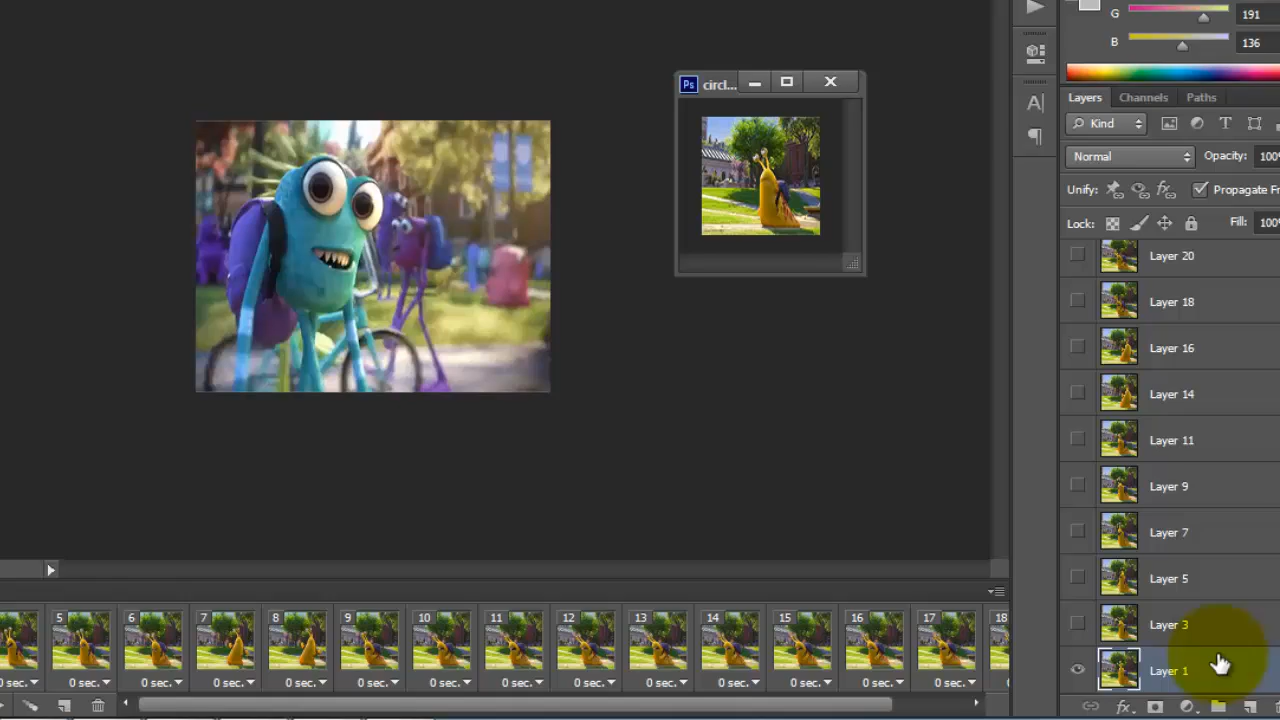 G 191
B 136
Ps circl...
Layers Channels Paths
Kind
Normal Opacity: 100
Unify: Propagate Fr
Lock: Fill: 100
Layer 20
Layer 18
Layer 16
Layer 14
Layer 11
Layer 9
Layer 7
Layer 5
Layer 3
Layer 1
5 6 7 8 9 10 11 12 13 14 15 16 17 18
0 sec. 0 sec. 0 sec. 0 sec. 0 sec. 0 sec. 0 sec. 0 sec. 0 sec. 0 sec. 0 sec. 0 sec. 0 sec. 0 sec.
fx